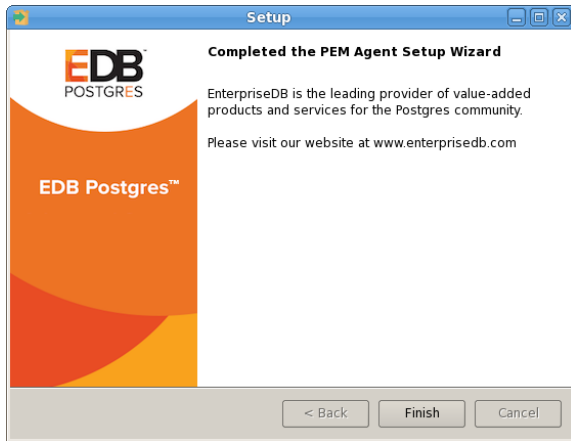 Setup
EDB
POSTGRES
EDB Postgres™
Completed the PEM Agent Setup Wizard
EnterpriseDB is the leading provider of value-added
products and services for the Postgres community.
Please visit our website at www.enterprisedb.com
< Back
Finish
Cancel